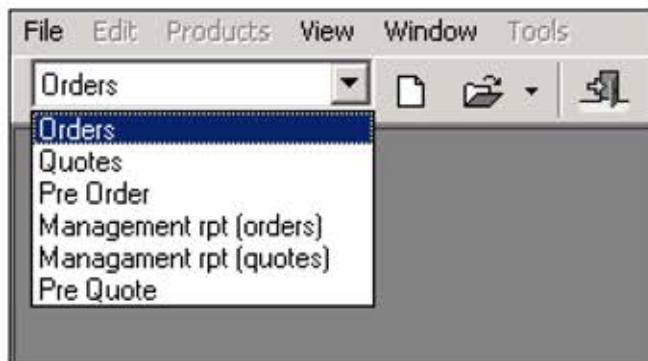 File Edit Products View Window Tools
Orders
Orders
Quotes
Pre Order
Management rpt (orders)
Managament rpt (quotes)
Pre Quote